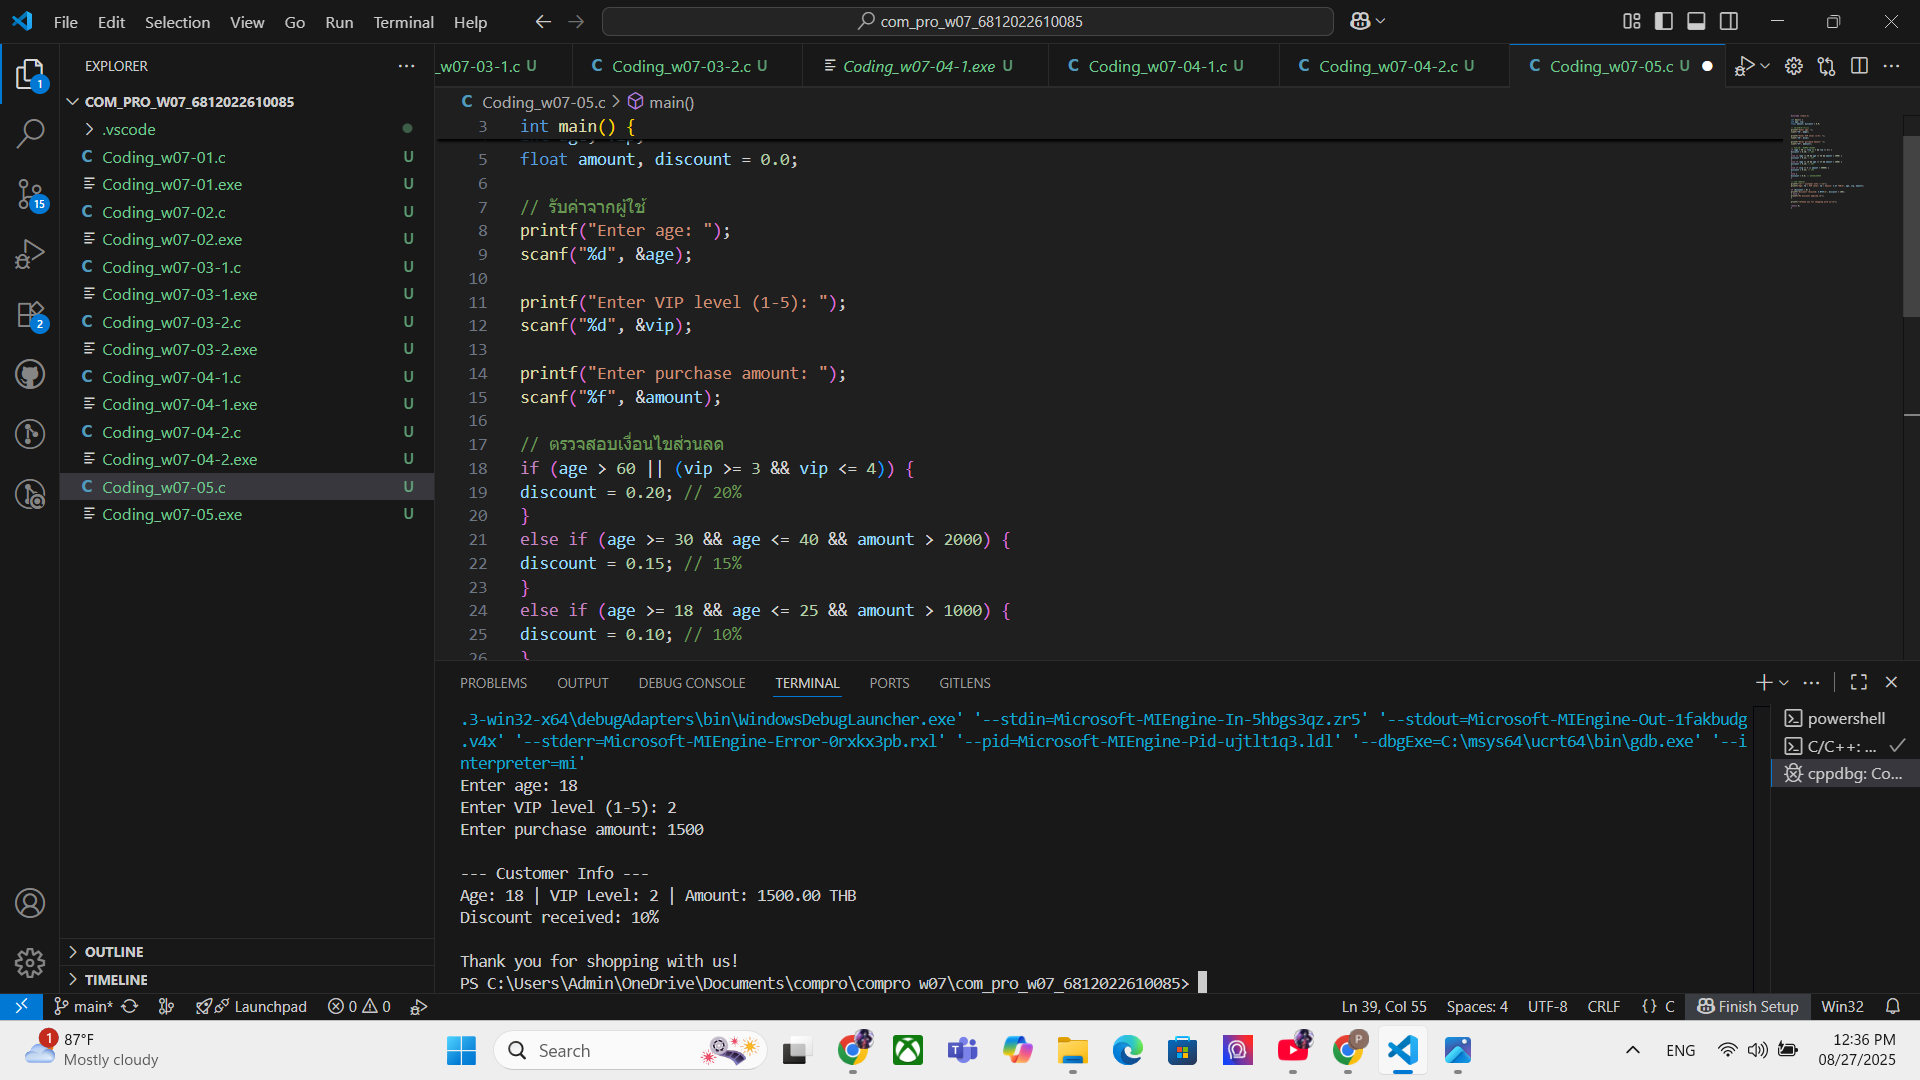 File Edit Selection View Go Run Terminal Help
com_pro_w07_6812022610085
EXPLORER
_w07-03-1.c U
C Coding_w07-03-2.c U
Coding_w07-04-1.exe U
C Coding_w07-04-1.c U
C Coding_w07-04-2.c U
C Coding_w07-05.c U
COM_PRO_W07_6812022610085
.vscode
C Coding_w07-01.c U
Coding_w07-01.exe U
C Coding_w07-02.c U
Coding_w07-02.exe U
C Coding_w07-03-1.c U
Coding_w07-03-1.exe U
C Coding_w07-03-2.c U
Coding_w07-03-2.exe U
C Coding_w07-04-1.c U
Coding_w07-04-1.exe U
C Coding_w07-04-2.c U
Coding_w07-04-2.exe U
C Coding_w07-05.c U
Coding_w07-05.exe U
OUTLINE
TIMELINE
1
15
2
C Coding_w07-05.c > main()
3 int main() {
5 float amount, discount = 0.0;
6
7 // รับค่าจากผู้ใช้
8 printf("Enter age: ");
9 scanf("%d", &age);
10
11 printf("Enter VIP level (1-5): ");
12 scanf("%d", &vip);
13
14 printf("Enter purchase amount: ");
15 scanf("%f", &amount);
16
17 // ตรวจสอบเงื่อนไขส่วนลด
18 if (age > 60 || (vip >= 3 && vip <= 4)) {
19 discount = 0.20; // 20%
20 }
21 else if (age >= 30 && age <= 40 && amount > 2000) {
22 discount = 0.15; // 15%
23 }
24 else if (age >= 18 && age <= 25 && amount > 1000) {
25 discount = 0.10; // 10%
26 }
PROBLEMS OUTPUT DEBUG CONSOLE TERMINAL PORTS GITLENS
.3-win32-x64\debugAdapters\bin\WindowsDebugLauncher.exe' '--stdin=Microsoft-MIEngine-In-5hbgs3qz.zr5' '--stdout=Microsoft-MIEngine-Out-1fakbudg
.v4x' '--stderr=Microsoft-MIEngine-Error-0rxkx3pb.rxl' '--pid=Microsoft-MIEngine-Pid-ujtlt1q3.ldl' '--dbgExe=C:\msys64\ucrt64\bin\gdb.exe' '--i
nterpreter=mi'
Enter age: 18
Enter VIP level (1-5): 2
Enter purchase amount: 1500
--- Customer Info ---
Age: 18 | VIP Level: 2 | Amount: 1500.00 THB
Discount received: 10%
Thank you for shopping with us!
PS C:\Users\Admin\OneDrive\Documents\compro\compro w07\com_pro_w07_6812022610085>
powershell
C/C++: ...
cppdbg: Co...
main* Launchpad 0 0
Ln 39, Col 55 Spaces: 4 UTF-8 CRLF {} C Finish Setup Win32
1
87°F
Mostly cloudy
Search
P
ENG
12:36 PM
08/27/2025